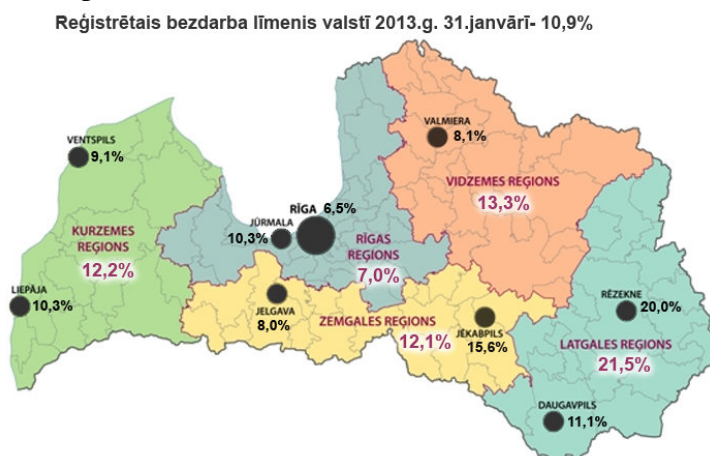 Reģistrētais bezdarba līmenis valstī 2013.g. 31.janvārī- 10,9%
VENTSPILS
9,1%
VALMIERA
8,1%
VIDZEMES REĢIONS
13,3%
RĪGA 6,5%
JŪRMALA
10,3%
KURZEMES
REĢIONS
12,2%
RĪGAS
REĢIONS
7,0%
LIEPĀJA
10,3%
JELGAVA
8,0%
ZEMGALES REĢIONS
12,1%
JĒKABPILS
15,6%
RĒZEKNE
20,0%
LATGALES REĢIONS
21,5%
DAUGAVPILS
11,1%